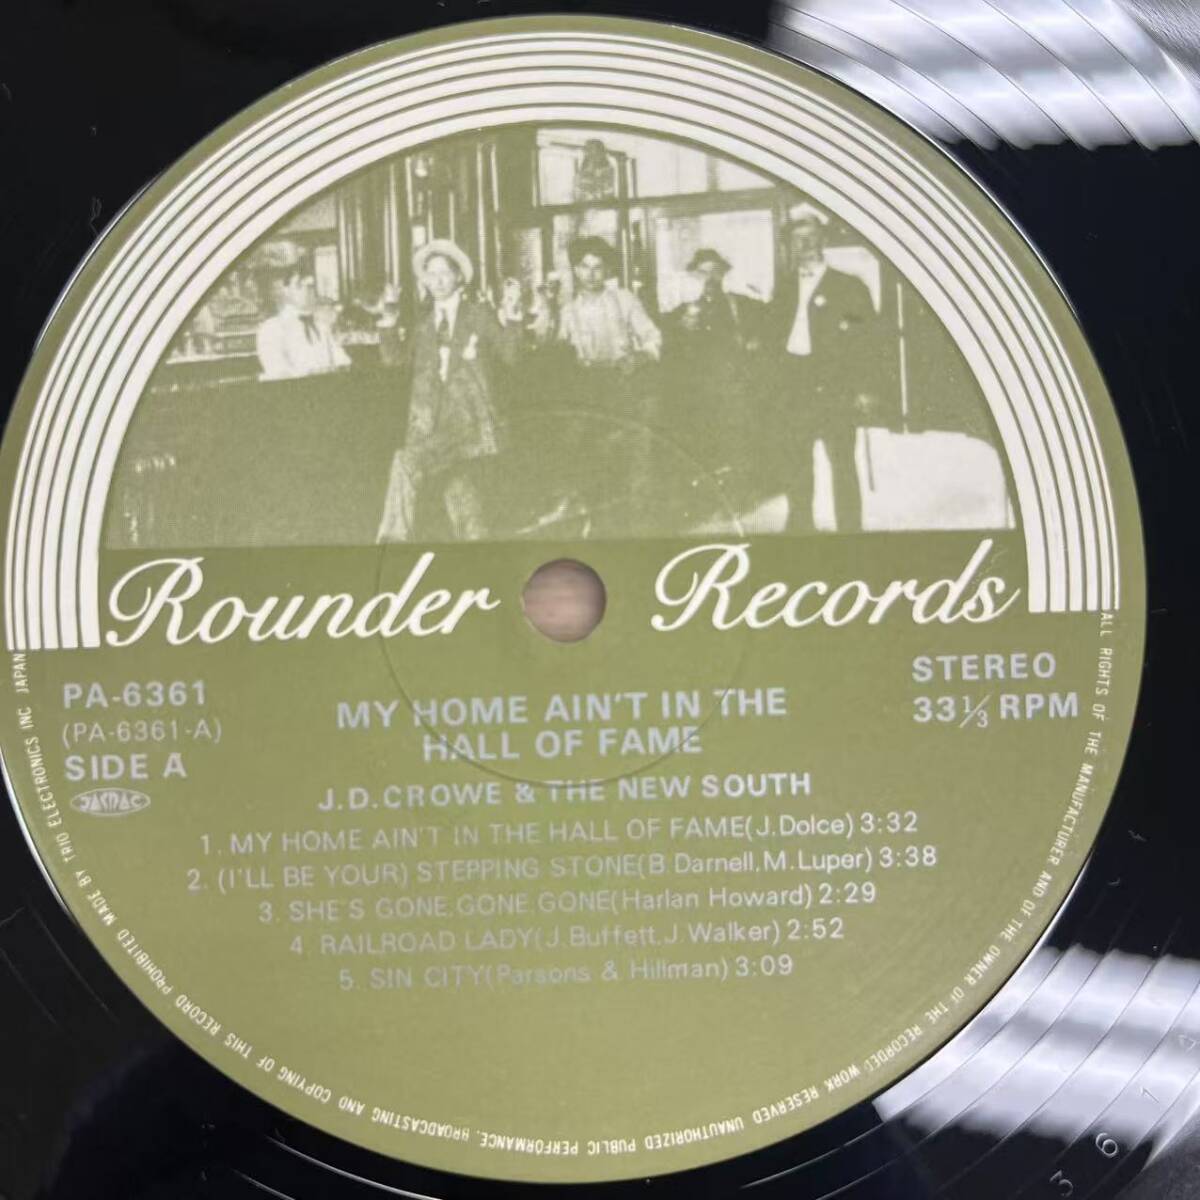 Rounder Records
PA-6361
(PA-6361-A)
SIDE A
JASRAC
STEREO
33 1/3 RPM
MY HOME AIN'T IN THE
HALL OF FAME
J.D.CROWE & THE NEW SOUTH
1. MY HOME AIN'T IN THE HALL OF FAME(J.Dolce)3:32
2. (I'LL BE YOUR) STEPPING STONE(B.Darnell.M.Luper)3:38
3. SHE'S GONE.GONE.GONE(Harlan Howard)2:29
4. RAILROAD LADY(J.Buffett.J.Walker)2:52
5. SIN CITY(Parsons & Hillman)3:09
ALL RIGHTS OF THE MANUFACTURER AND OF THE OWNER OF THE RECORDED WORK RESERVED UNAUTHORIZED PUBLIC PERFORMANCE. BROADCASTING AND COPYING OF THIS RECORD PROHIBITED MADE BY TRIO ELECTRONICS INC JAPAN